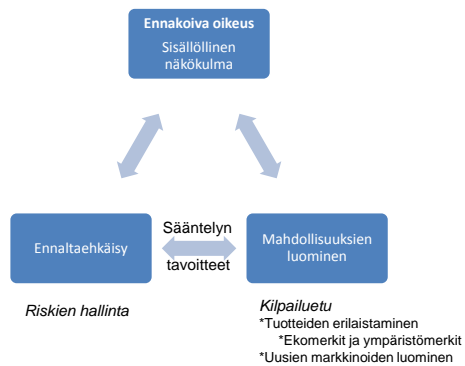 Ennakoiva oikeus
Sisällöllinen
näkökulma
Ennaltaehkäisy
Sääntelyn
tavoitteet
Mahdollisuuksien
luominen
Riskien hallinta
Kilpailuetu
*Tuotteiden erilaistaminen
*Ekomerkit ja ympäristömerkit
*Uusien markkinoiden luominen